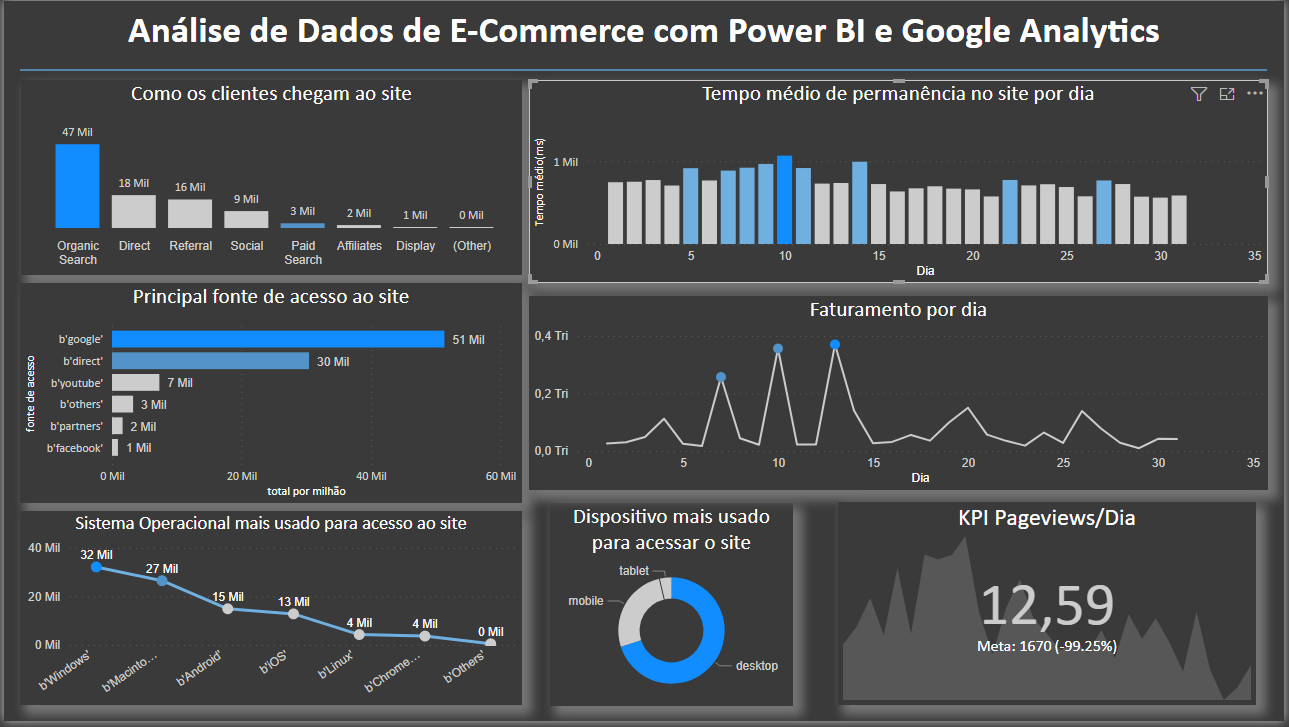 Análise de Dados de E-Commerce com Power BI e Google Analytics
Como os clientes chegam ao site
47 Mil
18 Mil
16 Mil
9 Mil
3 Mil
2 Mil
1 Mil
0 Mil
Organic Search
Direct
Referral
Social
Paid Search
Affiliates
Display
(Other)
Tempo médio de permanência no site por dia
Tempo médio(ms)
1 Mil
0 Mil
0 5 10 15 20 25 30 35
Dia
Principal fonte de acesso ao site
fonte de acesso
b'google' 51 Mil
b'direct' 30 Mil
b'youtube' 7 Mil
b'others' 3 Mil
b'partners' 2 Mil
b'facebook' 1 Mil
0 Mil 20 Mil 40 Mil 60 Mil
total por milhão
Faturamento por dia
0,4 Tri
0,2 Tri
0,0 Tri
0 5 10 15 20 25 30 35
Dia
Sistema Operacional mais usado para acesso ao site
40 Mil
20 Mil
0 Mil
32 Mil
27 Mil
15 Mil
13 Mil
4 Mil
4 Mil
0 Mil
b'Windows'
b'Macinto...
b'Android'
b'iOS'
b'Linux'
b'Chrome...
b'Others'
Dispositivo mais usado
para acessar o site
tablet
mobile
desktop
KPI Pageviews/Dia
12,59
Meta: 1670 (-99.25%)